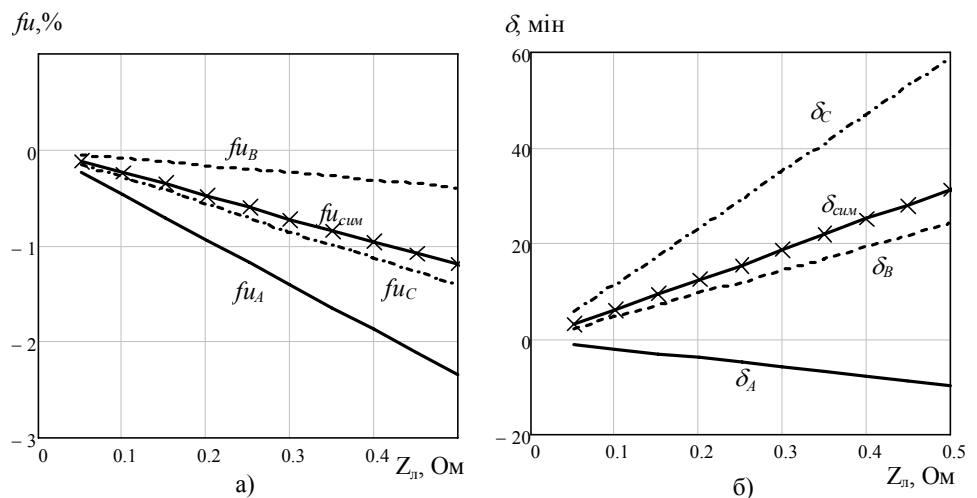 fu,%
0
– 1
– 2
– 3
fu_B
fu_сим
fu_C
fu_A
0 0.1 0.2 0.3 0.4
Z_л, Ом
а)
δ, мін
60
40
20
0
– 20
δ_C
δ_сим
δ_B
δ_A
0 0.1 0.2 0.3 0.4 0.5
Z_л, Ом
б)